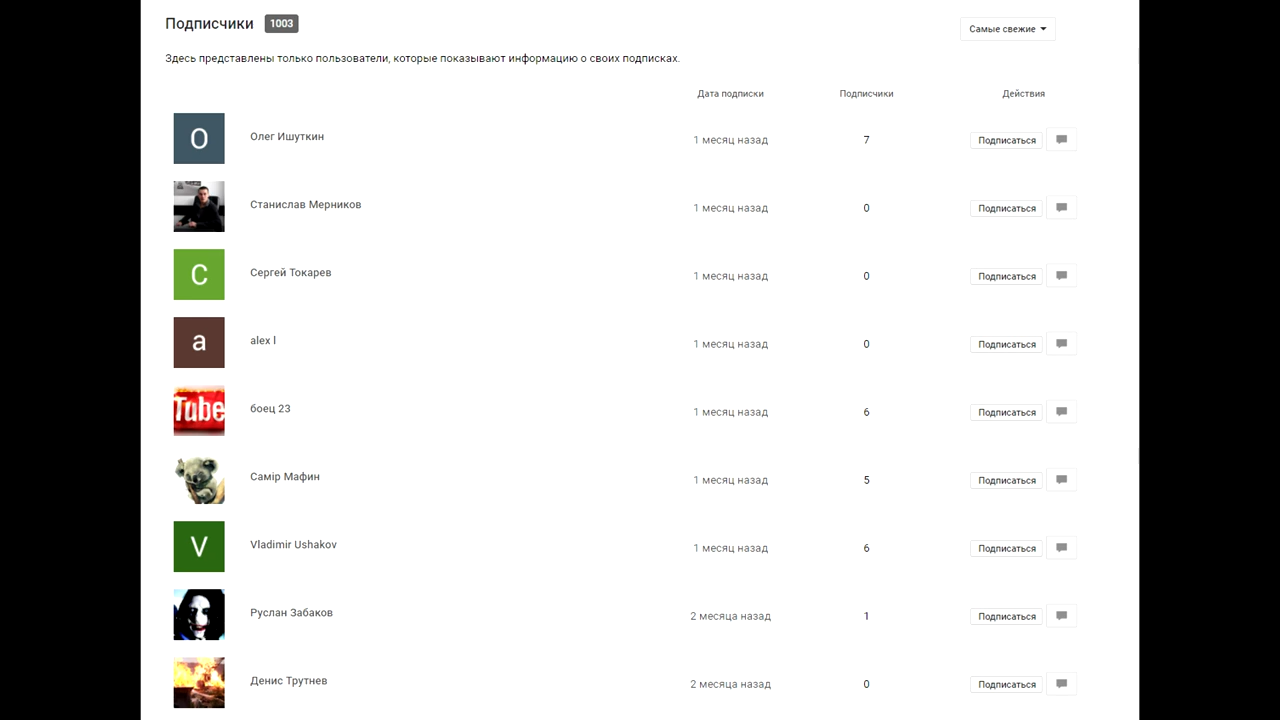 Подписчики 1003
Самые свежие
Здесь представлены только пользователи, которые показывают информацию о своих подписках.
Дата подписки Подписчики Действия
О Олег Ишуткин 1 месяц назад 7 Подписаться
Станислав Мерников 1 месяц назад 0 Подписаться
С Сергей Токарев 1 месяц назад 0 Подписаться
a alex l 1 месяц назад 0 Подписаться
Tube боец 23 1 месяц назад 6 Подписаться
Самір Мафин 1 месяц назад 5 Подписаться
V Vladimir Ushakov 1 месяц назад 6 Подписаться
Руслан Забаков 2 месяца назад 1 Подписаться
Денис Трутнев 2 месяца назад 0 Подписаться